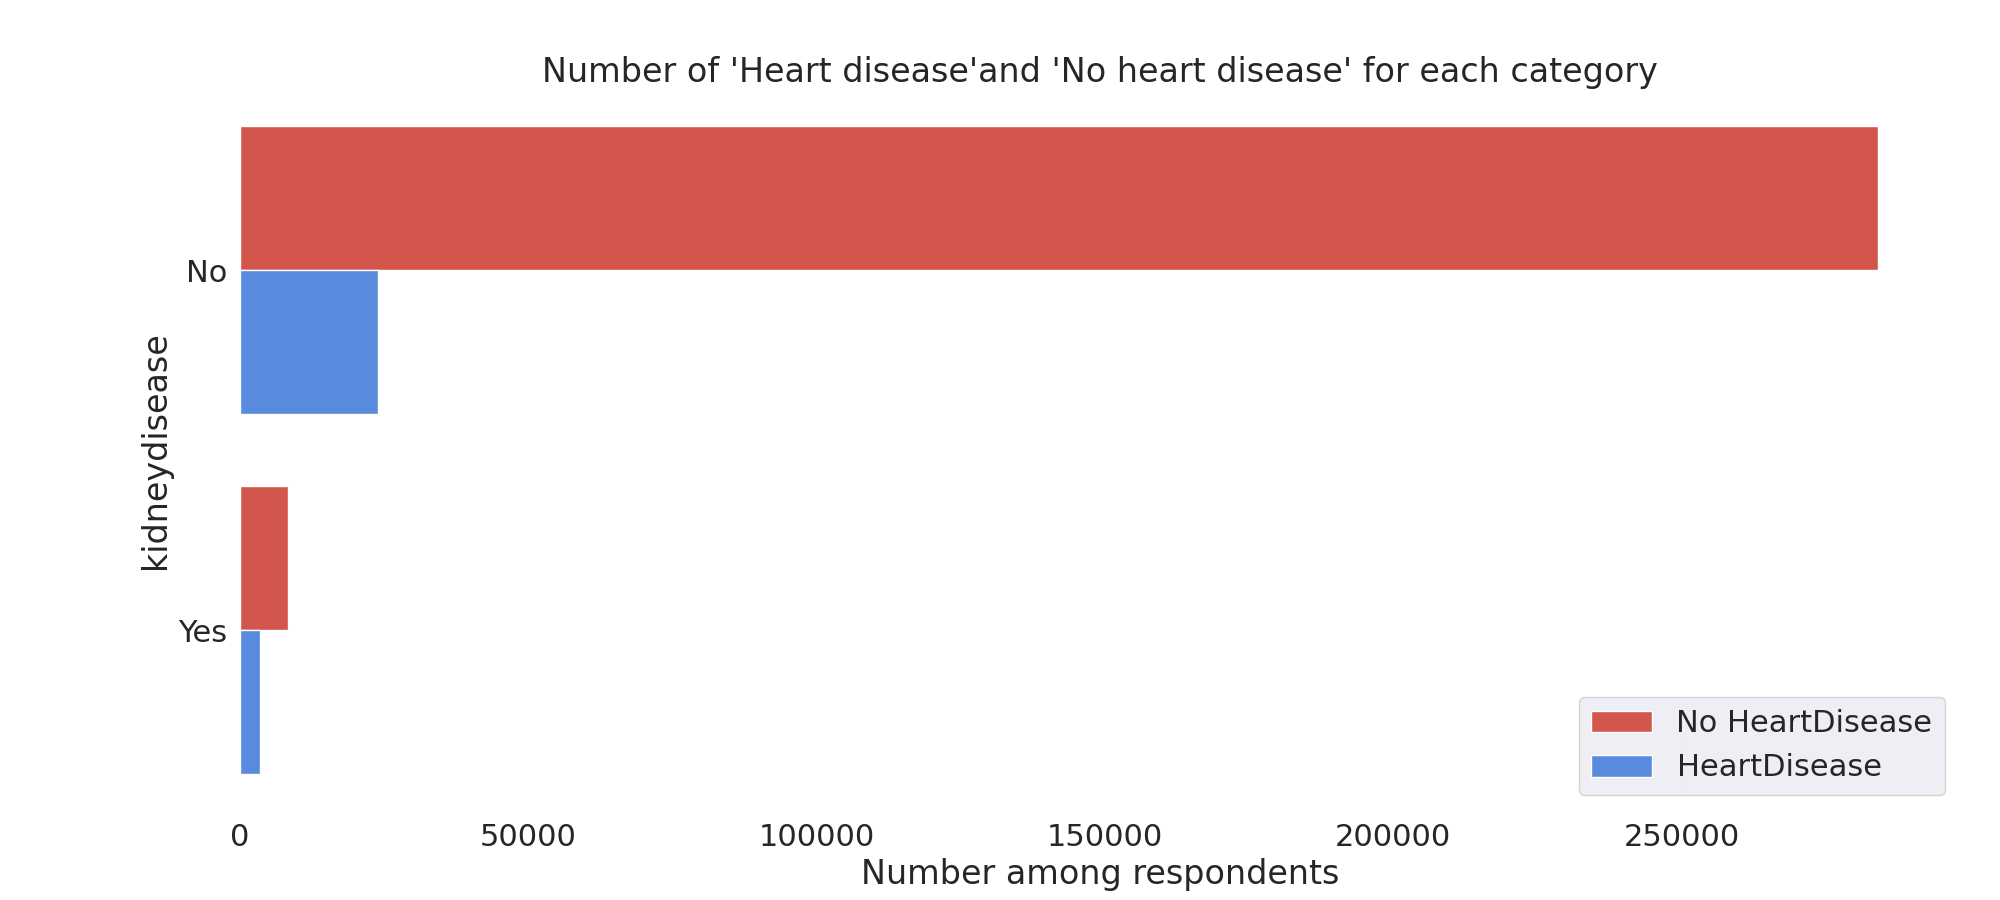 Number of 'Heart disease'and 'No heart disease' for each category
kidneydisease
No
Yes
No HeartDisease
HeartDisease
0 50000 100000 150000 200000 250000
Number among respondents